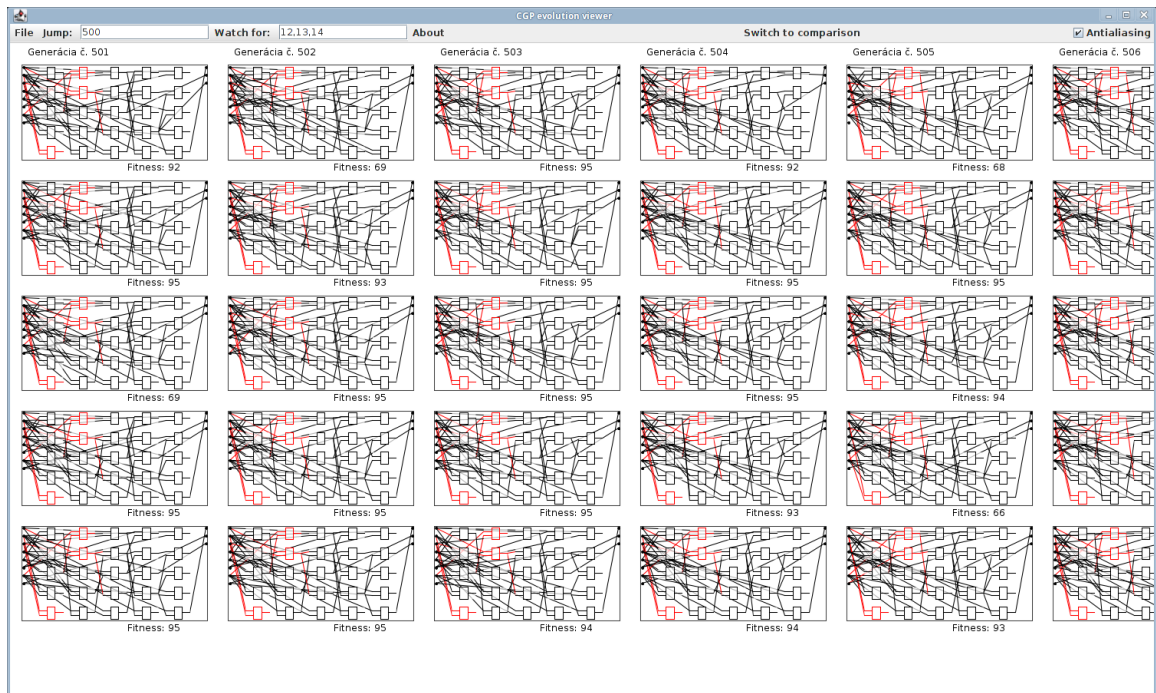 CGP evolution viewer
File Jump: 500 Watch for: 12,13,14 About Switch to comparison Antialiasing
Generácia č. 501 Generácia č. 502 Generácia č. 503 Generácia č. 504 Generácia č. 505 Generácia č. 506
Fitness: 92 Fitness: 69 Fitness: 95 Fitness: 92 Fitness: 68
Fitness: 95 Fitness: 93 Fitness: 95 Fitness: 95 Fitness: 95
Fitness: 69 Fitness: 95 Fitness: 95 Fitness: 95 Fitness: 94
Fitness: 95 Fitness: 95 Fitness: 95 Fitness: 93 Fitness: 66
Fitness: 95 Fitness: 95 Fitness: 94 Fitness: 94 Fitness: 93